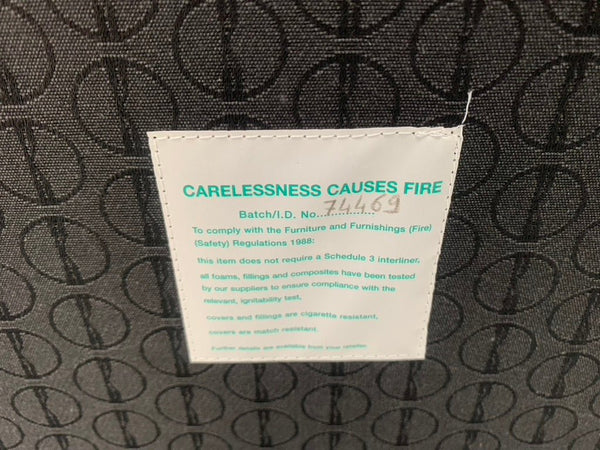 CARELESSNESS CAUSES FIRE
Batch/I.D. No...74469...
To comply with the Furniture and Furnishings (Fire)
(Safety) Regulations 1988:
this item does not require a Schedule 3 interliner,
all foams, fillings and composites have been tested
by our suppliers to ensure compliance with the
relevant, ignitability test,
covers and fillings are cigarette resistant,
covers are match resistant.
Further details are available from your retailer.